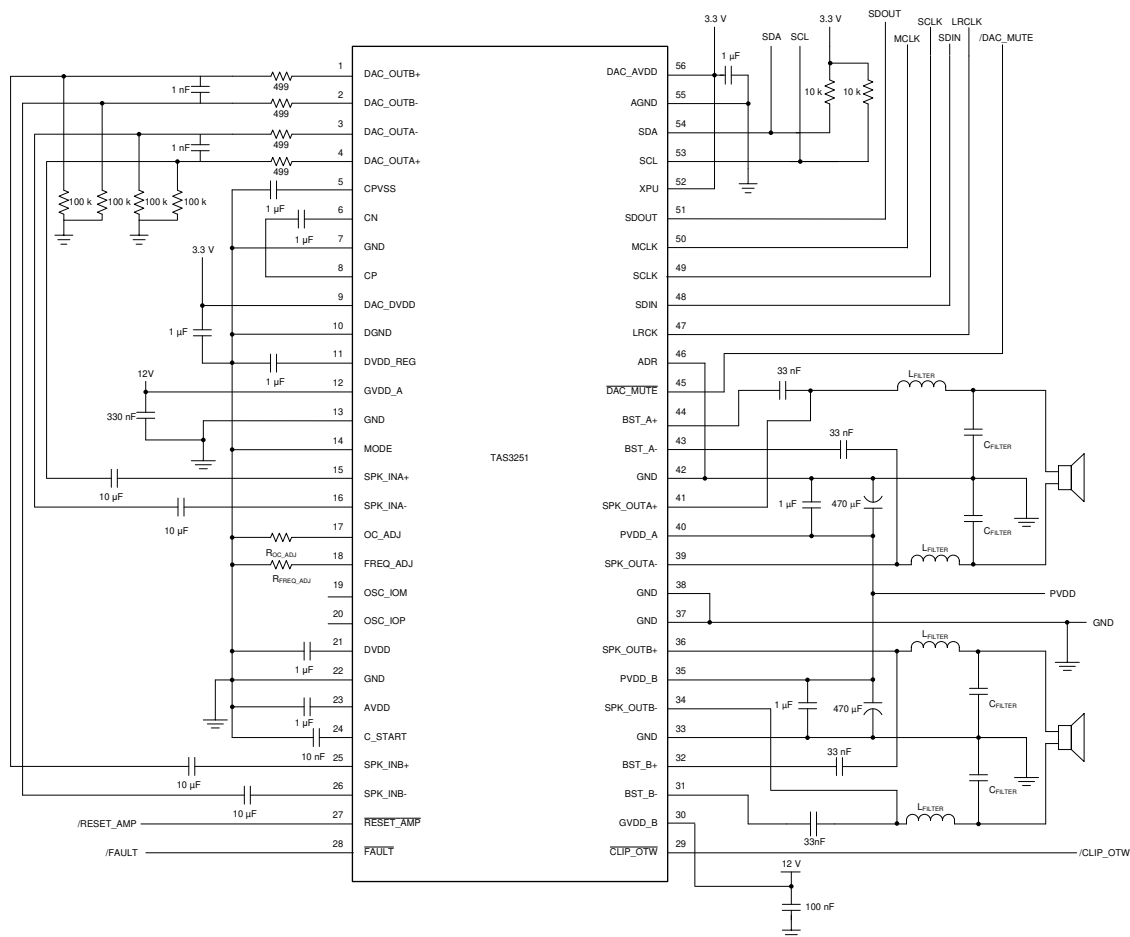 3.3 V
3.3 V
SDOUT
SCLK
LRCLK
SDA
SCL
MCLK
SDIN
/DAC_MUTE
1 DAC_OUTB+
499
1 nF
2 DAC_OUTB-
499
3 DAC_OUTA-
499
1 nF
4 DAC_OUTA+
499
5 CPVSS
1 µF
100 k
100 k
100 k
100 k
6 CN
1 µF
7 GND
3.3 V
8 CP
9 DAC_DVDD
1 µF
10 DGND
11 DVDD_REG
1 µF
12V
12 GVDD_A
330 nF
13 GND
14 MODE
15 SPK_INA+
10 µF
16 SPK_INA-
10 µF
17 OC_ADJ
ROC_ADJ
18 FREQ_ADJ
RFREQ_ADJ
19 OSC_IOM
20 OSC_IOP
21 DVDD
1 µF
22 GND
23 AVDD
1 µF
24 C_START
10 nF
25 SPK_INB+
10 µF
26 SPK_INB-
10 µF
/RESET_AMP 27 RESET_AMP
/FAULT 28 FAULT
TAS3251
DAC_AVDD 56
1 µF
AGND 55
10 k
10 k
SDA 54
SCL 53
XPU 52
SDOUT 51
MCLK 50
SCLK 49
SDIN 48
LRCK 47
ADR 46
DAC_MUTE 45
33 nF
LFILTER
BST_A+ 44
CFILTER
BST_A- 43
33 nF
GND 42
SPK_OUTA+ 41
1 µF
470 µF
CFILTER
PVDD_A 40
SPK_OUTA- 39
LFILTER
GND 38
PVDD
GND 37
GND
SPK_OUTB+ 36
LFILTER
PVDD_B 35
SPK_OUTB- 34
1 µF
470 µF
CFILTER
GND 33
BST_B+ 32
33 nF
BST_B- 31
CFILTER
LFILTER
GVDD_B 30
33nF
CLIP_OTW 29
/CLIP_OTW
12 V
100 nF